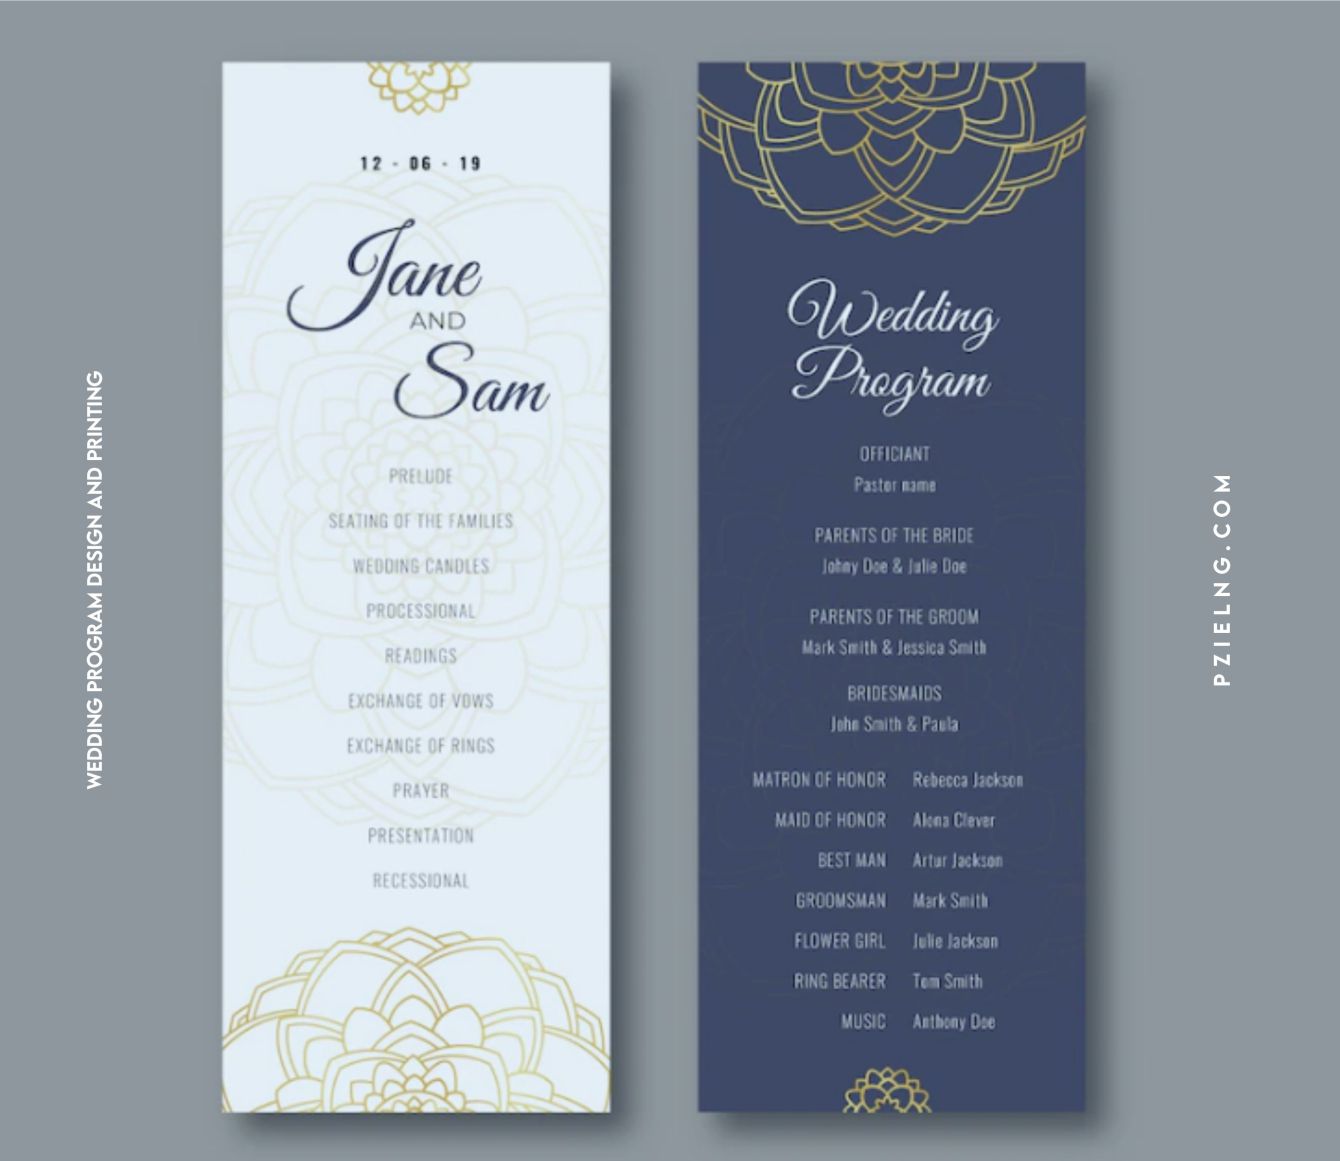 WEDDING PROGRAM DESIGN AND PRINTING
12 - 06 - 19
Jane
AND
Sam
PRELUDE
SEATING OF THE FAMILIES
WEDDING CANDLES
PROCESSIONAL
READINGS
EXCHANGE OF VOWS
EXCHANGE OF RINGS
PRAYER
PRESENTATION
RECESSIONAL
Wedding
Program
OFFICIANT
Pastor name
PARENTS OF THE BRIDE
Johny Doe & Julie Doe
PARENTS OF THE GROOM
Mark Smith & Jessica Smith
BRIDESMAIDS
John Smith & Paula
MATRON OF HONOR Rebecca Jackson
MAID OF HONOR Alona Clever
BEST MAN Artur Jackson
GROOMSMAN Mark Smith
FLOWER GIRL Julie Jackson
RING BEARER Tom Smith
MUSIC Anthony Doe
PZIELNG.COM